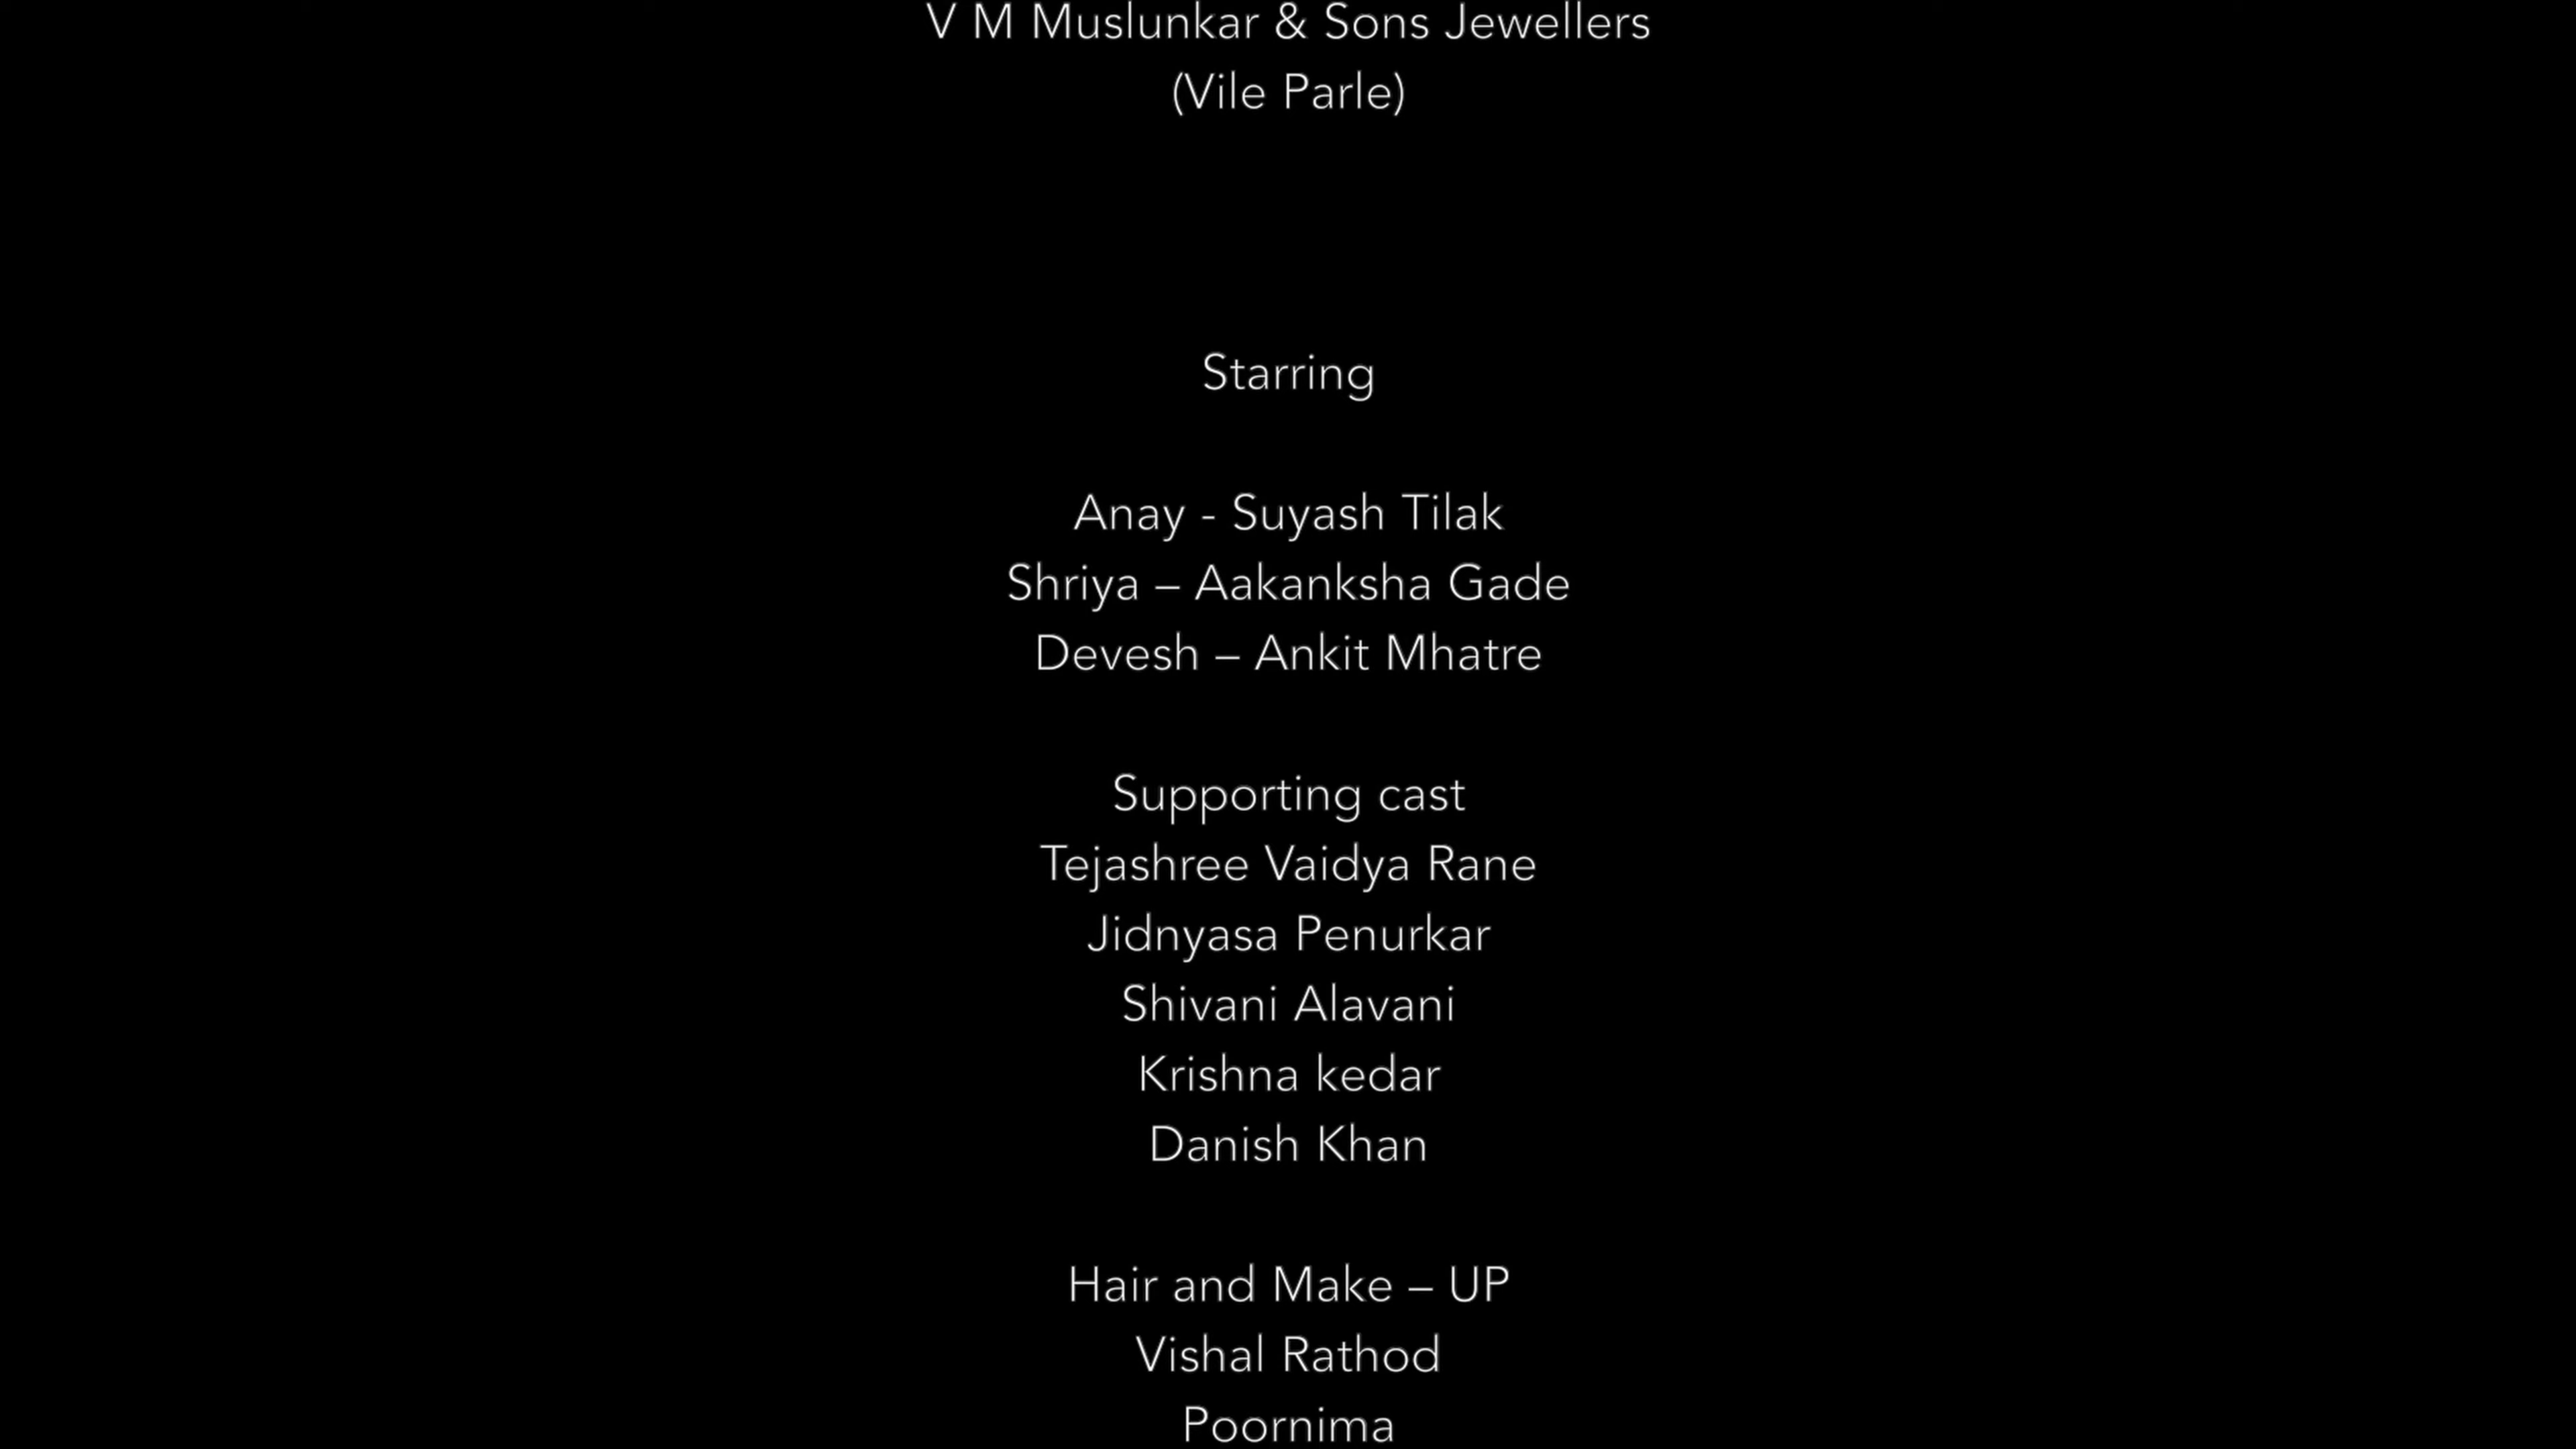 V M Muslunkar & Sons Jewellers
(Vile Parle)
Starring
Anay - Suyash Tilak
Shriya – Aakanksha Gade
Devesh – Ankit Mhatre
Supporting cast
Tejashree Vaidya Rane
Jidnyasa Penurkar
Shivani Alavani
Krishna kedar
Danish Khan
Hair and Make – UP
Vishal Rathod
Poornima